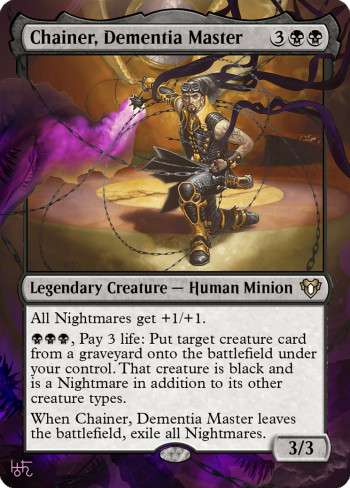 Chainer, Dementia Master 3
Legendary Creature — Human Minion
All Nightmares get +1/+1.
, Pay 3 life: Put target creature card
from a graveyard onto the battlefield under
your control. That creature is black and
is a Nightmare in addition to its other
creature types.
When Chainer, Dementia Master leaves
the battlefield, exile all Nightmares.
3/3